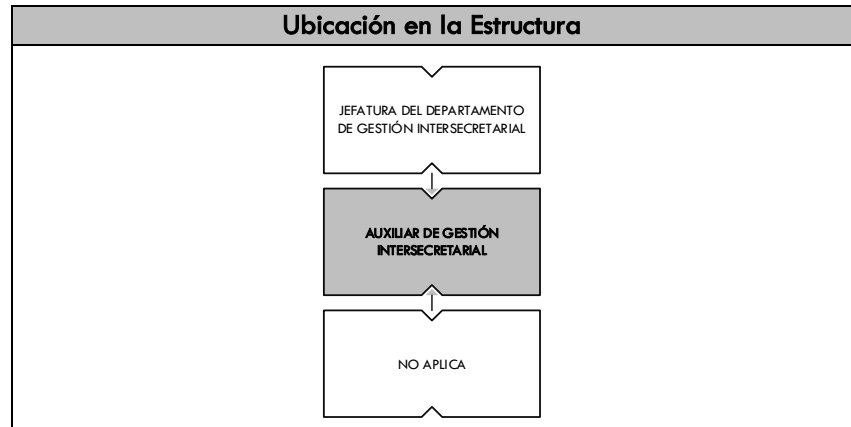 Ubicación en la Estructura
JEFATURA DEL DEPARTAMENTO
DE GESTIÓN INTERSECRETARIAL
AUXILIAR DE GESTIÓN
INTERSECRETARIAL
NO APLICA